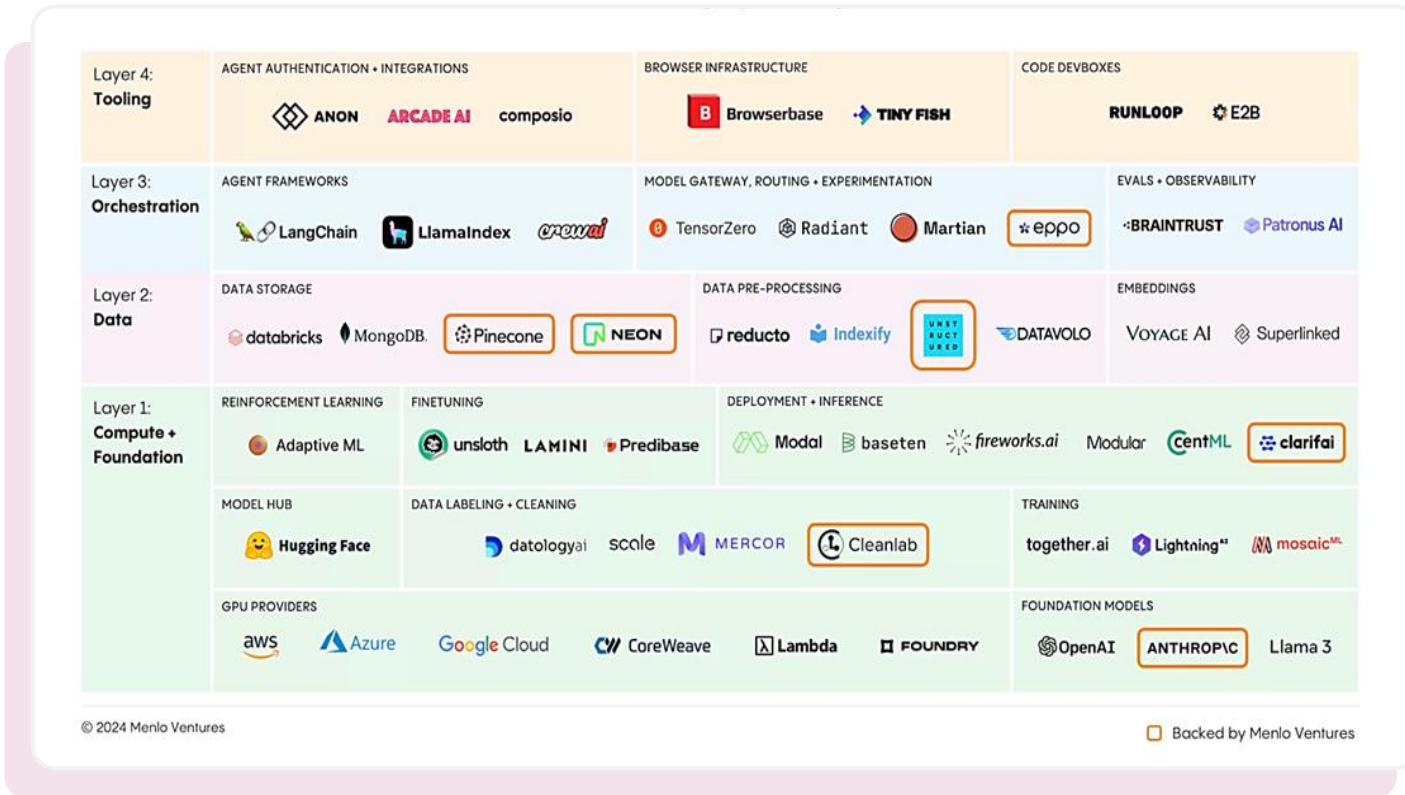 Layer 4:
Tooling
AGENT AUTHENTICATION + INTEGRATIONS
ANON ARCADE AI composio
BROWSER INFRASTRUCTURE
B Browserbase TINY FISH
CODE DEVBOXES
RUNLOOP E2B
Layer 3:
Orchestration
AGENT FRAMEWORKS
LangChain LlamaIndex crewai
MODEL GATEWAY, ROUTING + EXPERIMENTATION
TensorZero Radiant Martian eppo
EVALS + OBSERVABILITY
BRAINTRUST Patronus AI
Layer 2:
Data
DATA STORAGE
databricks MongoDB. Pinecone NEON
DATA PRE-PROCESSING
reducto Indexify
UNST
RUCT
URED
DATAVOLO
EMBEDDINGS
VOYAGE AI Superlinked
Layer 1:
Compute +
Foundation
REINFORCEMENT LEARNING
Adaptive ML
FINETUNING
unsloth LAMINI Predibase
DEPLOYMENT + INFERENCE
Modal baseten fireworks.ai Modular CentML clarifai
MODEL HUB
Hugging Face
DATA LABELING + CLEANING
datologyai scale MERCOR Cleanlab
TRAINING
together.ai Lightning AI mosaic ML
GPU PROVIDERS
aws Azure Google Cloud CoreWeave Lambda FOUNDRY
FOUNDATION MODELS
OpenAI ANTHROP\C Llama 3
© 2024 Menlo Ventures
Backed by Menlo Ventures